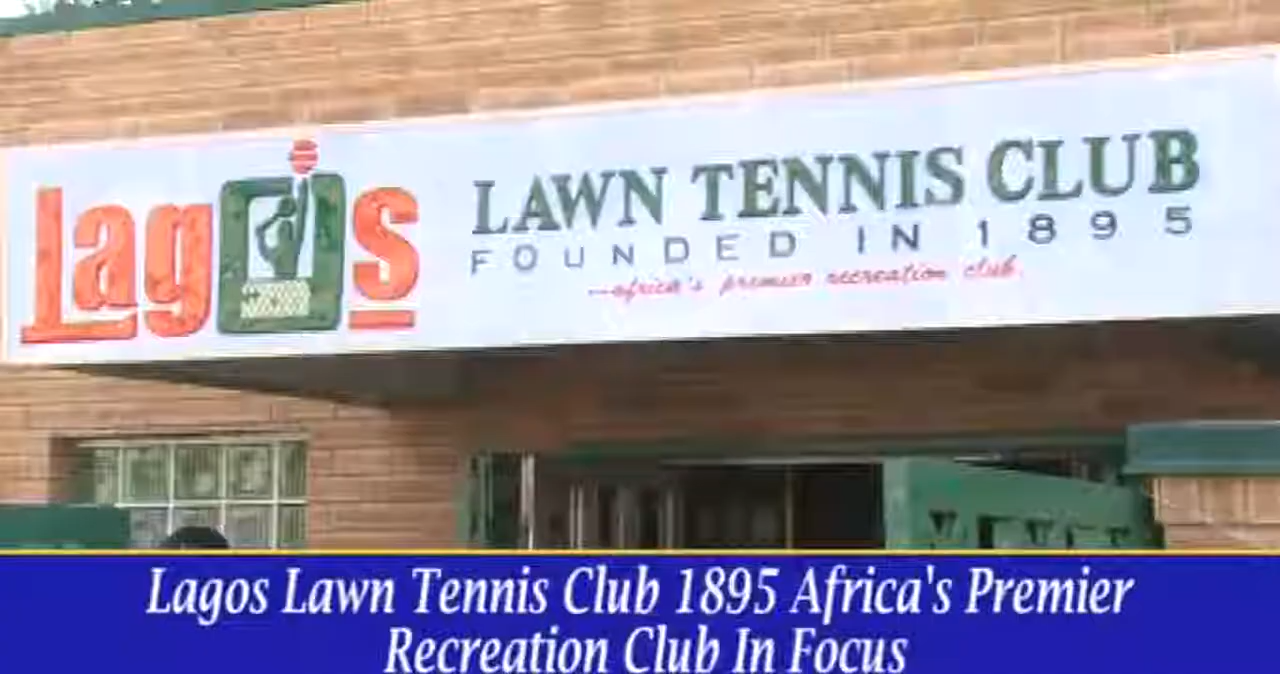 Lagos
LAWN TENNIS CLUB
FOUNDED IN 1895
...africa's premier recreation club.
Lagos Lawn Tennis Club 1895 Africa's Premier
Recreation Club In Focus